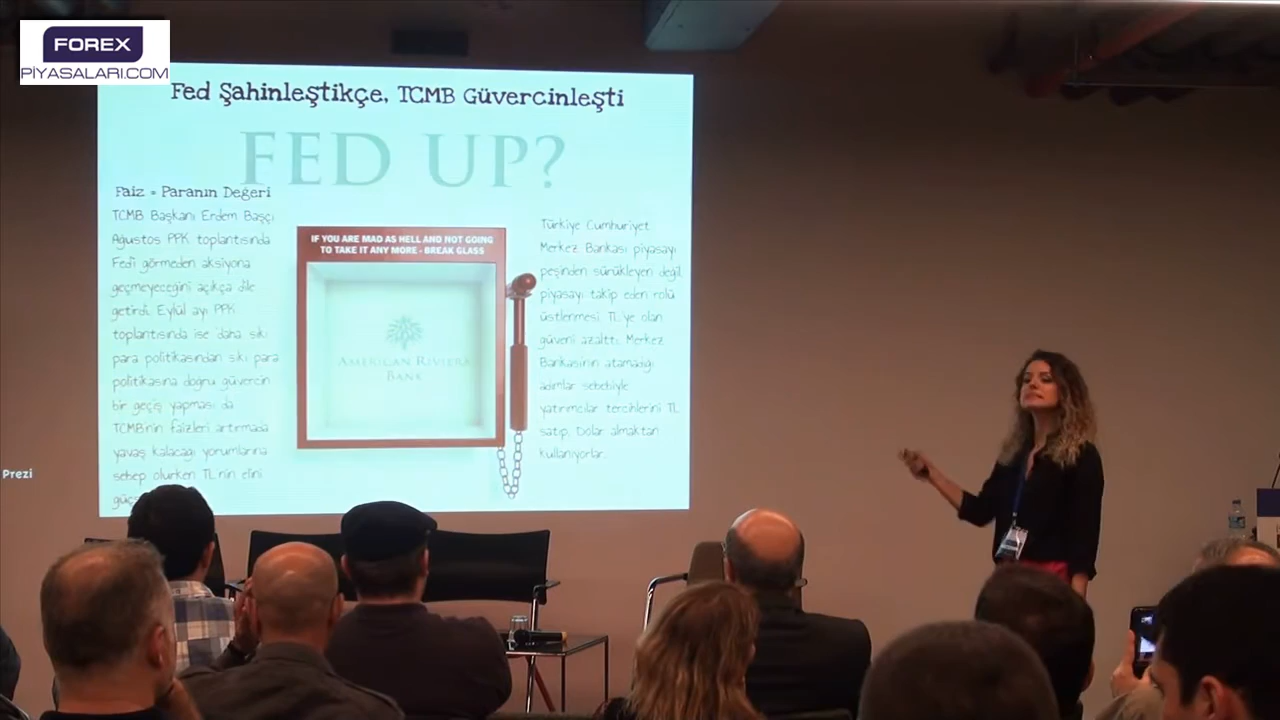 FOREX
PİYASALARI.COM
Fed Şahinleştikçe, TCMB Güvercinleşti
FED UP?
Faiz = Paranın Değeri
TCMB Başkanı Erdem Başçı
Ağustos PPK toplantısında
Fed'i görmeden aksiyona
geçmeyeceğini açıkça dile
getirdi. Eylül ayı PPK
toplantısında ise daha sıkı
para politikasından sıkı para
politikasına doğru güvercin
bir geçiş yapması da
TCMB'nin faizleri artırmada
yavaş kalacağı yorumlarına
sebep olurken TL'nin elini
IF YOU ARE MAD AS HELL AND NOT GOING
TO TAKE IT ANY MORE - BREAK GLASS
AMERICAN RIVIERA
BANK
Türkiye Cumhuriyet
Merkez Bankası piyasayı
peşinden sürükleyen değil
piyasayı takip eden rolü
üstlenmesi TL'ye olan
güveni azalttı. Merkez
Bankası'nın atamadığı
adımlar sebebiyle
yatırımcılar tercihlerini TL
satıp, Dolar almaktan
kullanıyorlar.
Prezi